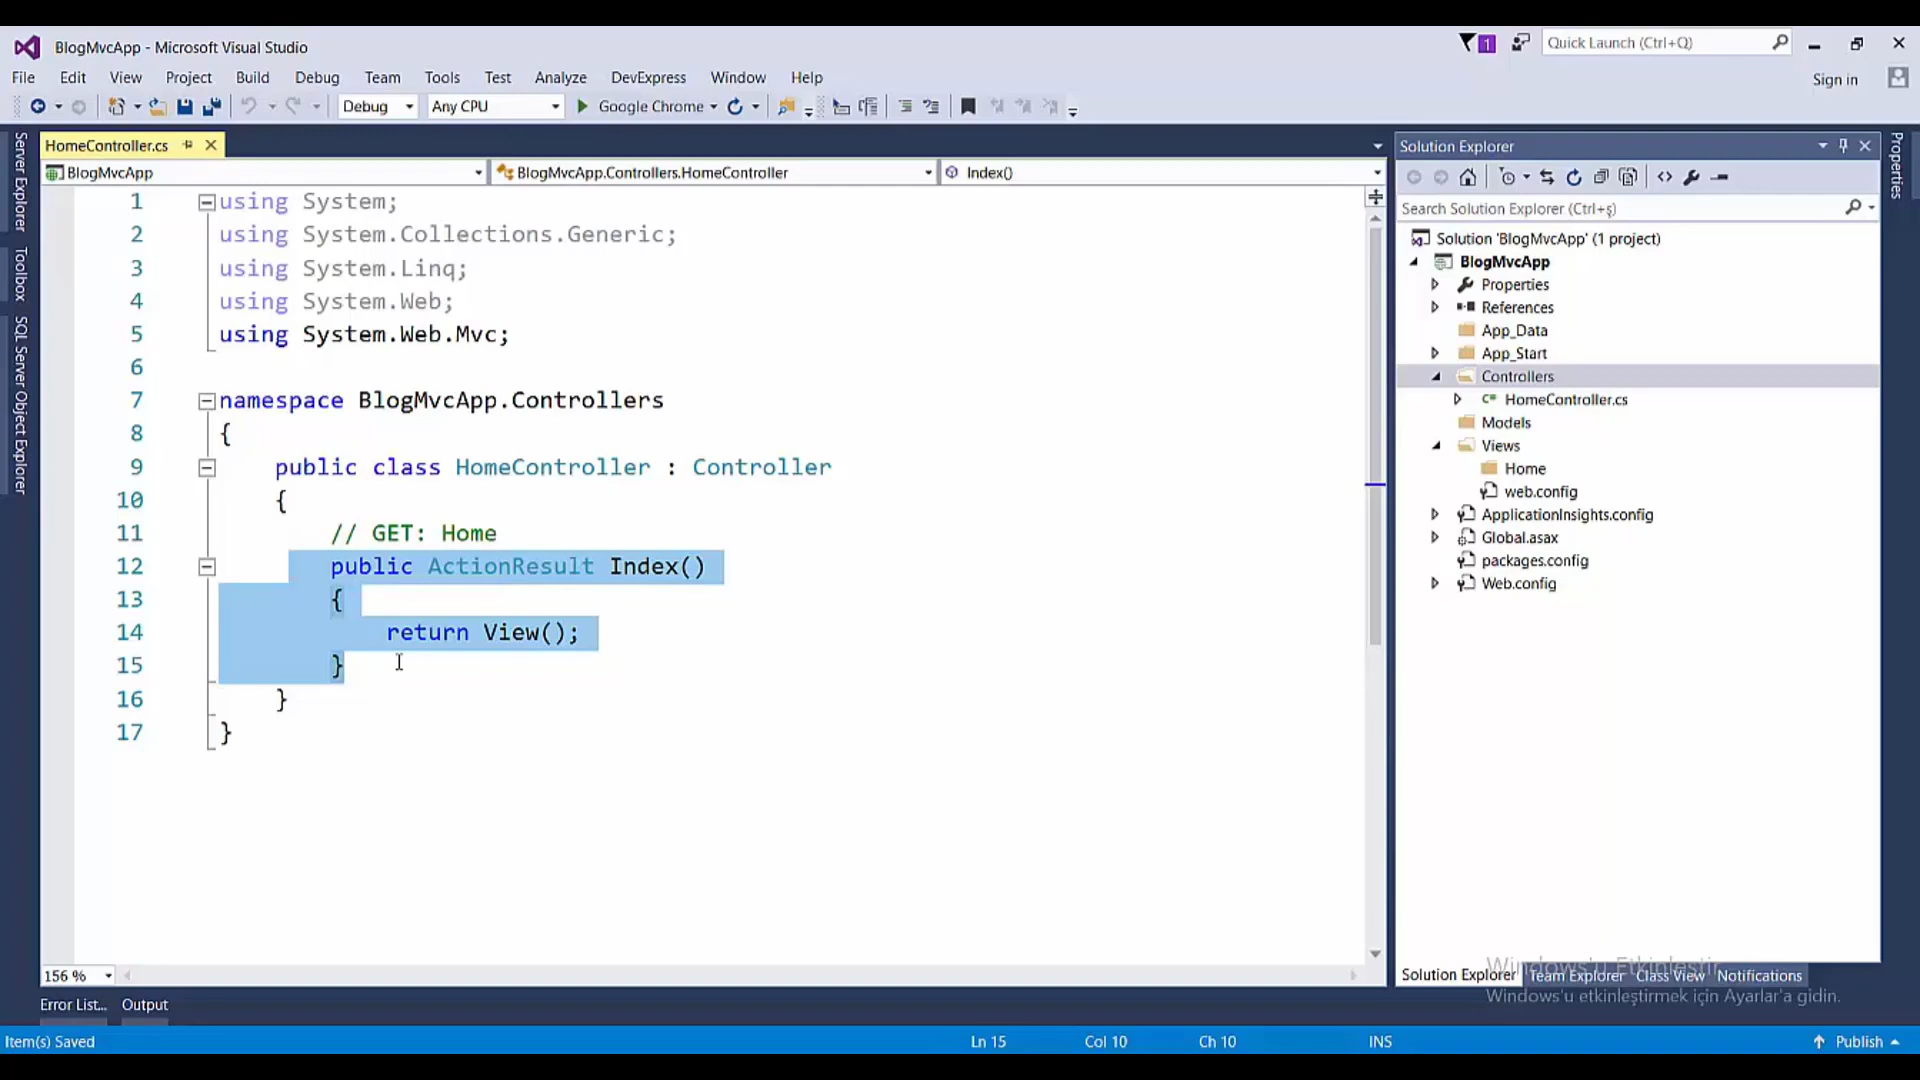 BlogMvcApp - Microsoft Visual Studio
1
Quick Launch (Ctrl+Q)
File Edit View Project Build Debug Team Tools Test Analyze DevExpress Window Help
Sign in
Debug Any CPU Google Chrome
Server Explorer
Toolbox
SQL Server Object Explorer
HomeController.cs
BlogMvcApp BlogMvcApp.Controllers.HomeController Index()
1 using System;
2 using System.Collections.Generic;
3 using System.Linq;
4 using System.Web;
5 using System.Web.Mvc;
6
7 namespace BlogMvcApp.Controllers
8 {
9 public class HomeController : Controller
10 {
11 // GET: Home
12 public ActionResult Index()
13 {
14 return View();
15 }
16 }
17 }
156 %
Solution Explorer
Search Solution Explorer (Ctrl+ş)
Solution 'BlogMvcApp' (1 project)
BlogMvcApp
Properties
References
App_Data
App_Start
Controllers
C# HomeController.cs
Models
Views
Home
web.config
ApplicationInsights.config
Global.asax
packages.config
Web.config
Properties
Windows'u Etkinleştir
Solution Explorer Team Explorer Class View Notifications
Windows'u etkinleştirmek için Ayarlar'a gidin.
Error List... Output
Item(s) Saved Ln 15 Col 10 Ch 10 INS Publish